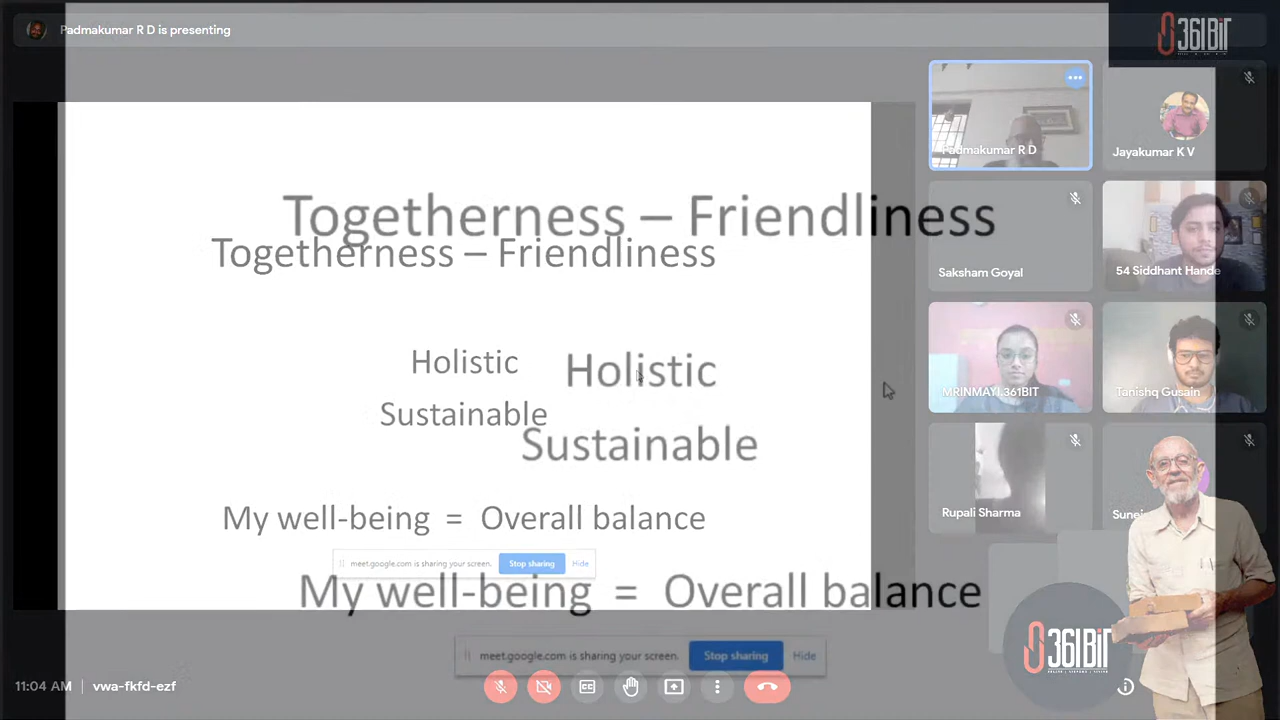 Padmakumar R D is presenting
361BiT
Padmakumar R D
Jayakumar K V
Togetherness – Friendliness
Togetherness – Friendliness
Saksham Goyal
54 Siddhant Hande
Holistic
Holistic
Sustainable
Sustainable
MRINMAYI.361BIT
Tanishq Gusain
Rupali Sharma
My well-being = Overall balance
meet.google.com is sharing your screen.
Stop sharing
Hide
My well-being = Overall balance
361BiT
meet.google.com is sharing your screen.
Stop sharing
Hide
11:04 AM
vwa-fkfd-ezf